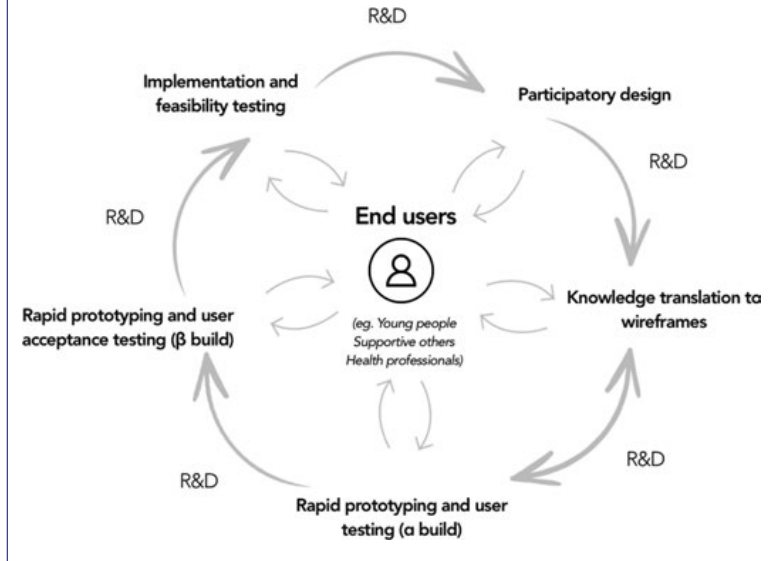 R&D
Implementation and
feasibility testing
Participatory design
R&D
R&D
End users
Knowledge translation to
wireframes
Rapid prototyping and user
acceptance testing (β build)
(eg. Young people
Supportive others
Health professionals)
R&D
R&D
Rapid prototyping and user
testing (α build)